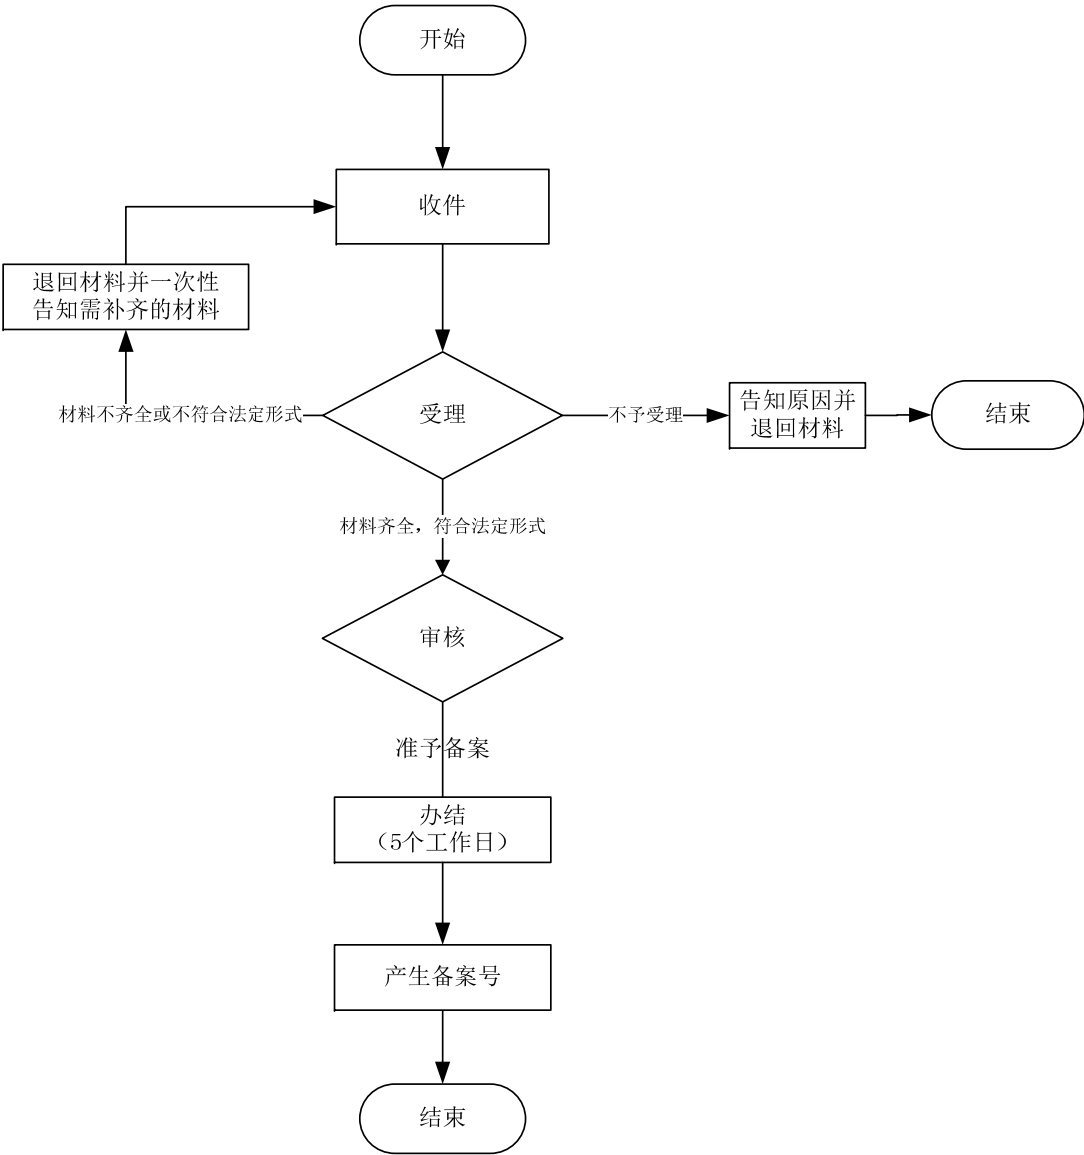 开始
收件
退回材料并一次性
告知需补齐的材料
材料不齐全或不符合法定形式
受理
不予受理
告知原因并
退回材料
结束
材料齐全，符合法定形式
审核
准予备案
办结
（5个工作日）
产生备案号
结束